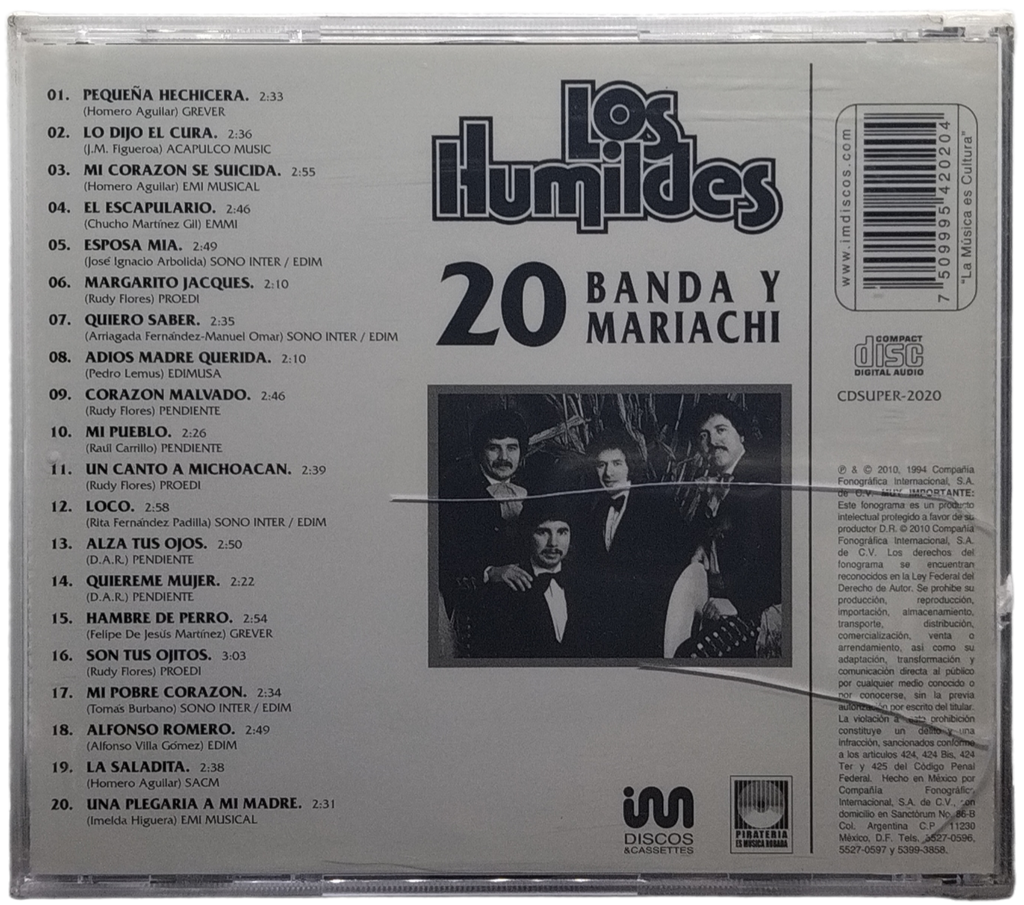 01. PEQUEÑA HECHICERA. 2:33
(Homero Aguilar) GREVER
02. LO DIJO EL CURA. 2:36
(J.M. Figueroa) ACAPULCO MUSIC
03. MI CORAZON SE SUICIDA. 2:55
(Homero Aguilar) EMI MUSICAL
04. EL ESCAPULARIO. 2:46
(Chucho Martínez Gil) EMMI
05. ESPOSA MIA. 2:49
(José Ignacio Arbolida) SONO INTER / EDIM
06. MARGARITO JACQUES. 2:10
(Rudy Flores) PROEDI
07. QUIERO SABER. 2:35
(Arriagada Fernández-Manuel Omar) SONO INTER / EDIM
08. ADIOS MADRE QUERIDA. 2:10
(Pedro Lemus) EDIMUSA
09. CORAZON MALVADO. 2:46
(Rudy Flores) PENDIENTE
10. MI PUEBLO. 2:26
(Raúl Carrillo) PENDIENTE
11. UN CANTO A MICHOACAN. 2:39
(Rudy Flores) PROEDI
12. LOCO. 2:58
(Rita Fernández Padilla) SONO INTER / EDIM
13. ALZA TUS OJOS. 2:50
(D.A.R.) PENDIENTE
14. QUIEREME MUJER. 2:22
(D.A.R.) PENDIENTE
15. HAMBRE DE PERRO. 2:54
(Felipe De Jesús Martínez) GREVER
16. SON TUS OJITOS. 3:03
(Rudy Flores) PROEDI
17. MI POBRE CORAZON. 2:34
(Tomás Burbano) SONO INTER / EDIM
18. ALFONSO ROMERO. 2:49
(Alfonso Villa Gómez) EDIM
19. LA SALADITA. 2:38
(Homero Aguilar) SACM
20. UNA PLEGARIA A MI MADRE. 2:31
(Imelda Higuera) EMI MUSICAL
Los
Humildes
20 BANDA Y
MARIACHI
im
DISCOS
& CASSETTES
PIRATERIA
ES MUSICA ROBADA
www.imdiscos.com
7 509995 420204
"La Música es Cultura"
COMPACT
disc
DIGITAL AUDIO
CDSUPER-2020
℗ & © 2010, 1994 Compañía
Fonográfica Internacional, S.A.
de C.V. MUY IMPORTANTE:
Este fonograma es un producto
intelectual protegido a favor de su
productor D.R. © 2010 Compañía
Fonográfica Internacional, S.A.
de C.V. Los derechos del
fonograma se encuentran
reconocidos en la Ley Federal del
Derecho de Autor. Se prohibe su
producción, reproducción,
importación, almacenamiento,
transporte, distribución,
comercialización, venta o
arrendamiento, así como su
adaptación, transformación y
comunicación directa al público
por cualquier medio conocido o
por conocerse, sin la previa
autorización por escrito del titular.
La violación a esta prohibición
constituye un delito y una
infracción, sancionados conforme
a los artículos 424, 424 Bis, 424
Ter y 425 del Código Penal
Federal. Hecho en México por
Compañía Fonográfica
Internacional, S.A. de C.V., con
domicilio en Sanctórum No. 86-B
Col. Argentina C.P. 11230
México, D.F. Tels. 5527-0596,
5527-0597 y 5399-3858.